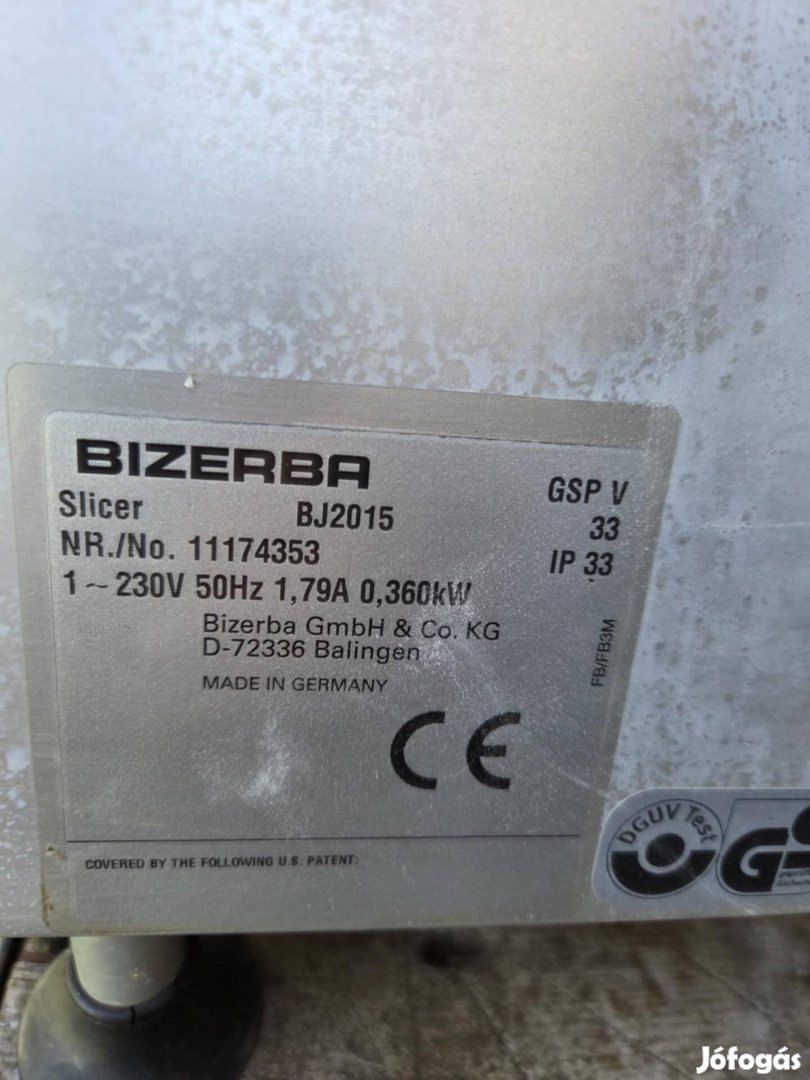 BIZERBA
Slicer BJ2015 GSP V
33
NR./No. 11174353 IP 33
1~230V 50Hz 1,79A 0,360kW
Bizerba GmbH & Co. KG
D-72336 Balingen
MADE IN GERMANY
FB/FB3M
CE
COVERED BY THE FOLLOWING U.S. PATENT:
DGUV Test
GS
Jófogás